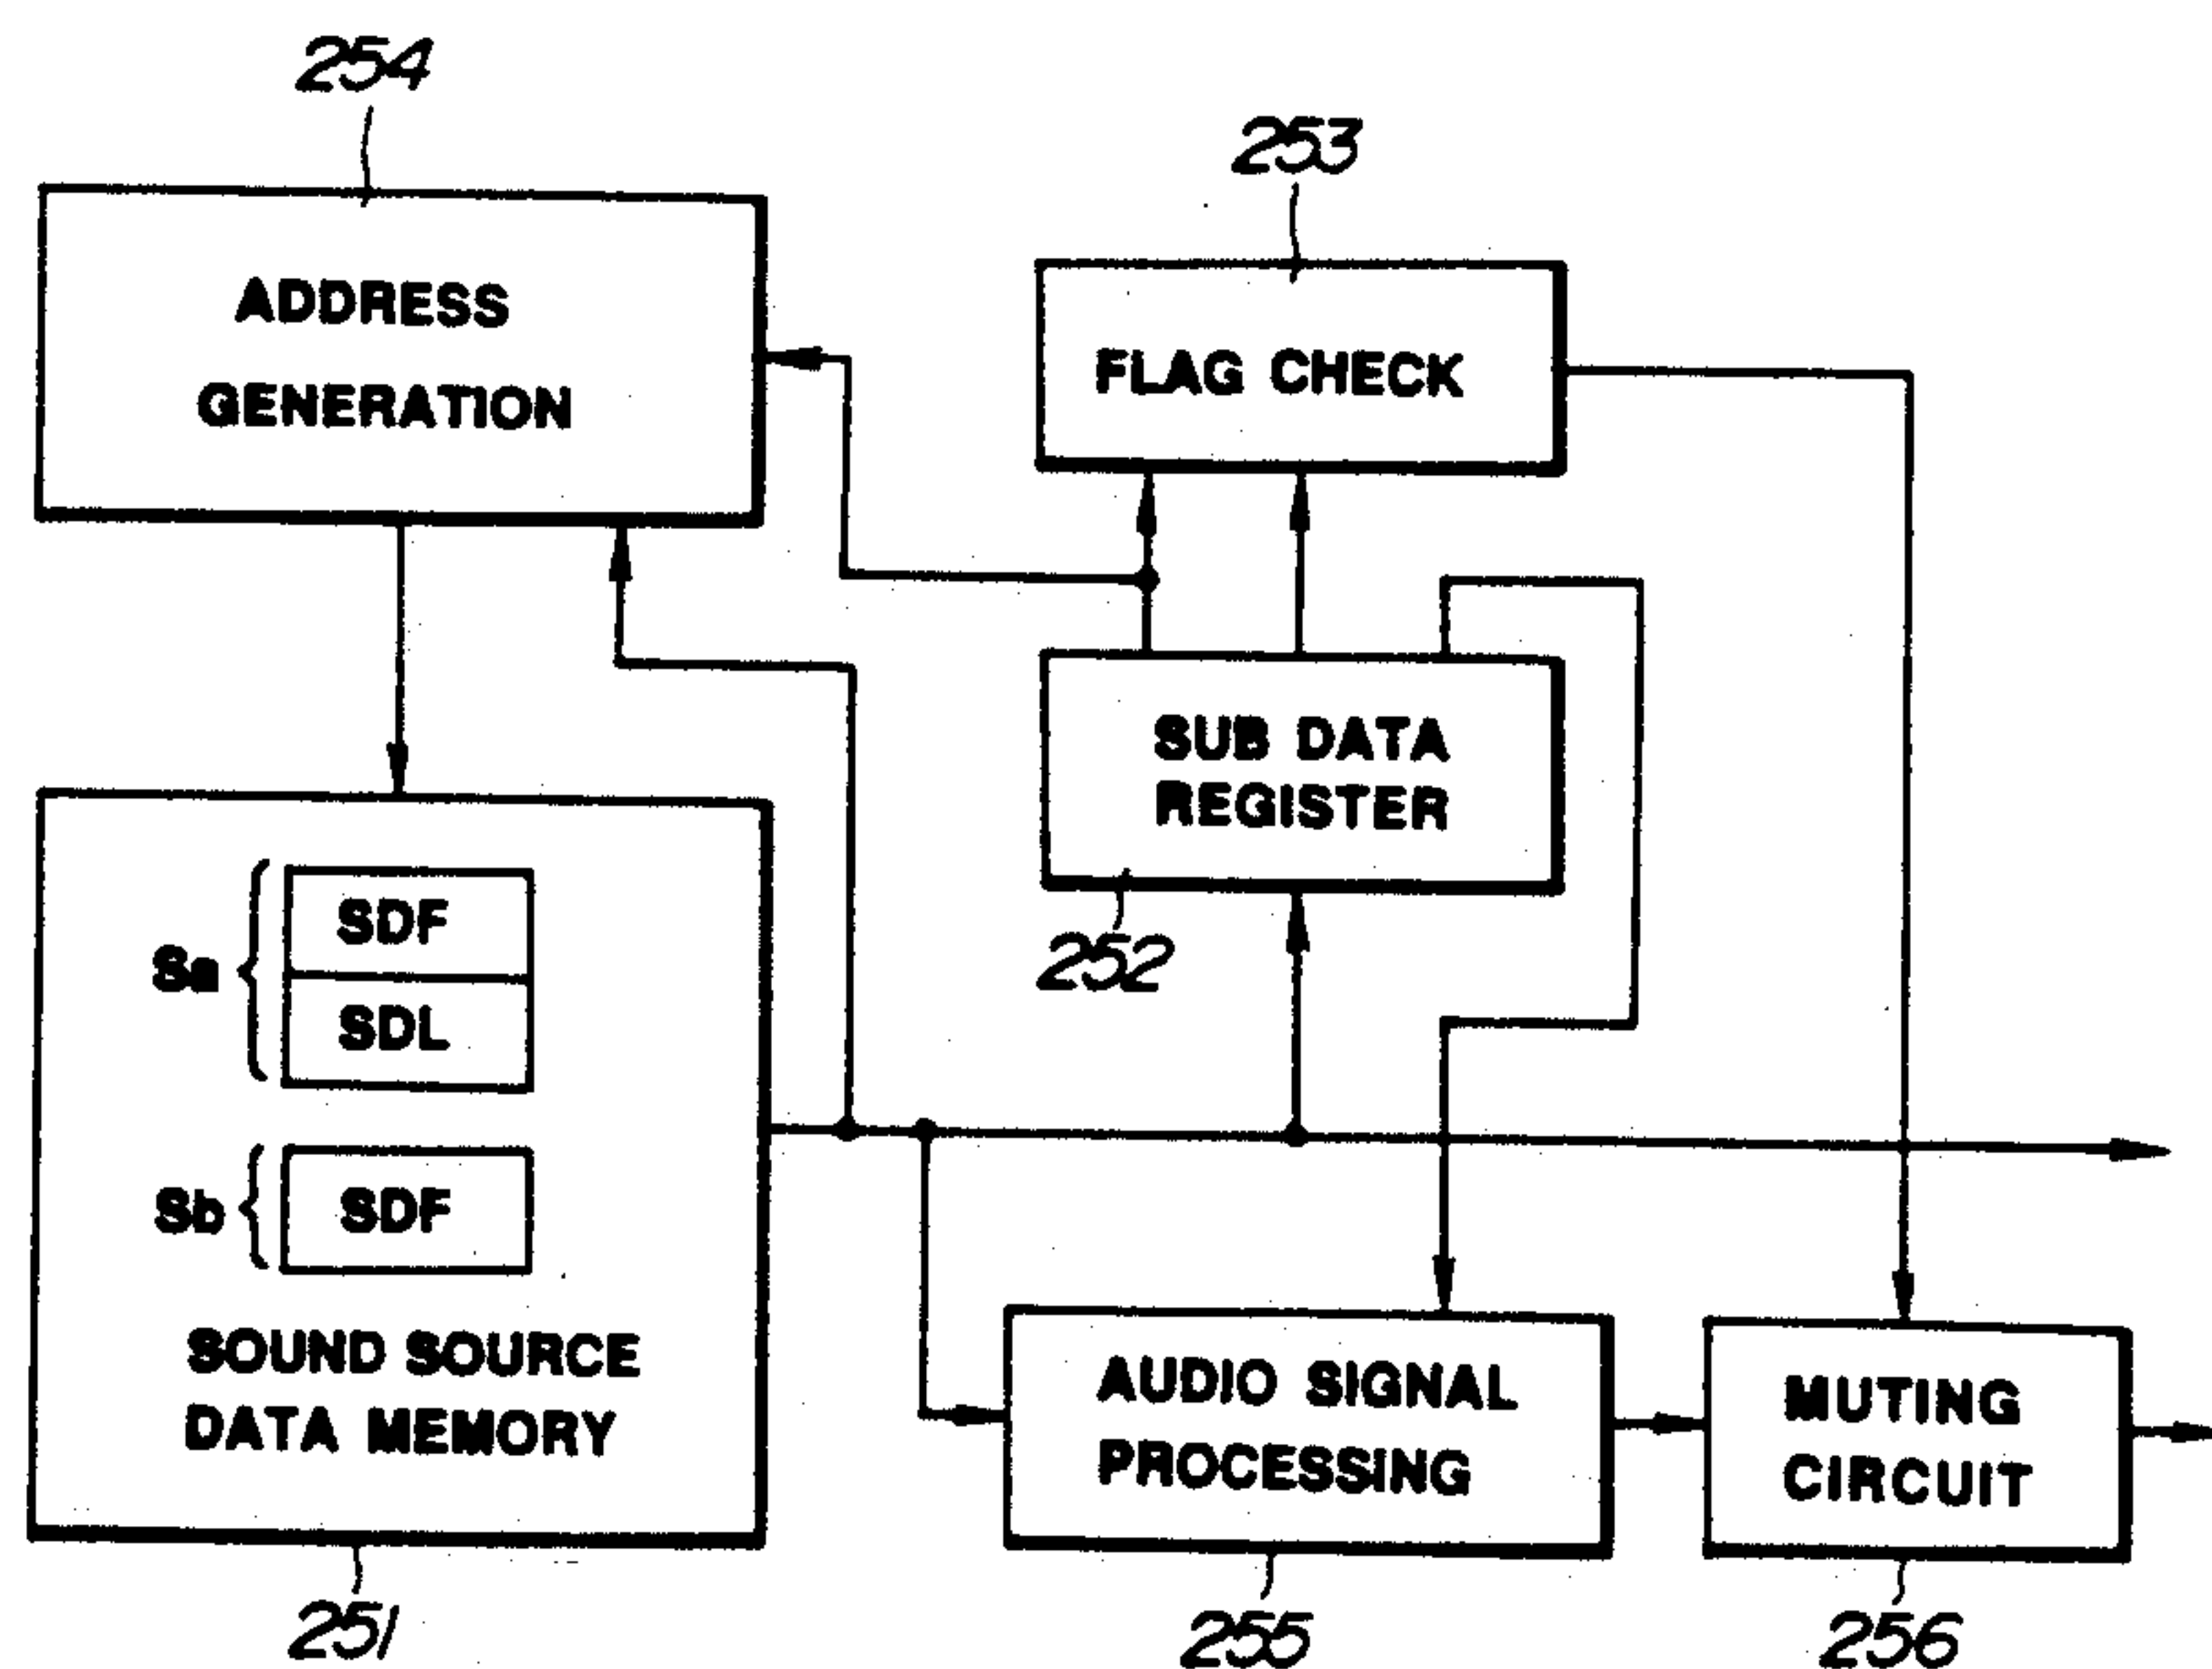 254
ADDRESS
GENERATION
253
FLAG CHECK
SUB DATA
REGISTER
252
Sa
SDF
SDL
Sb
SDF
SOUND SOURCE
DATA MEMORY
251
AUDIO SIGNAL
PROCESSING
255
MUTING
CIRCUIT
256